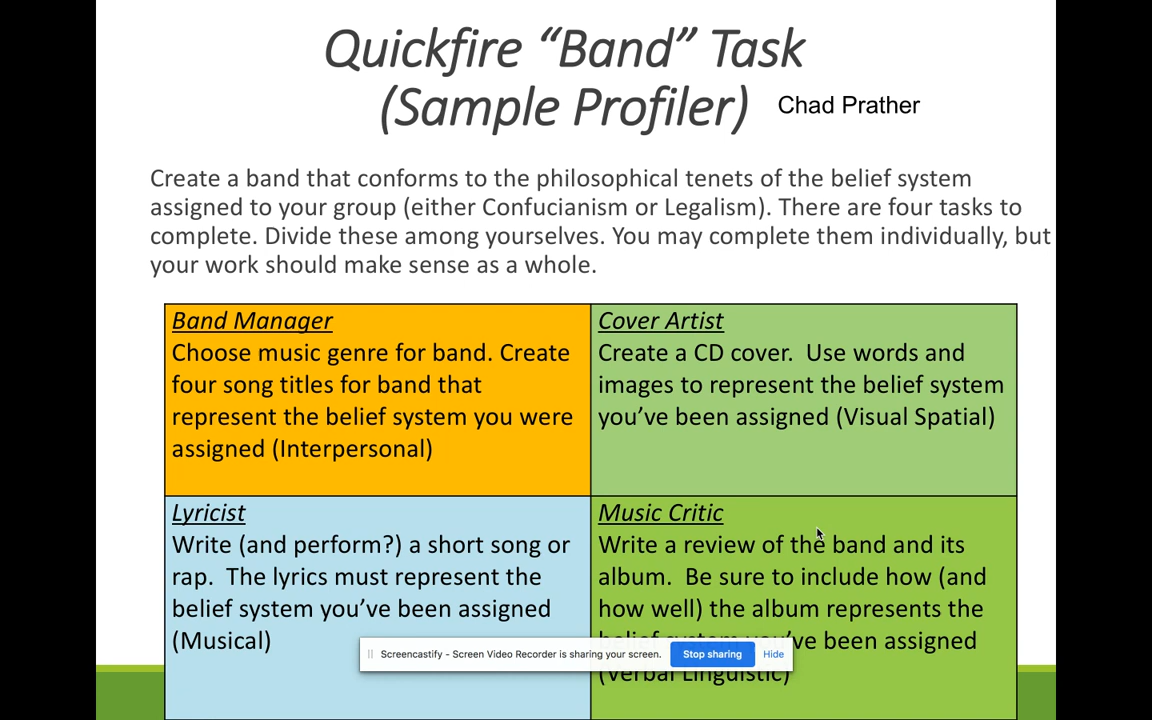 Quickfire “Band” Task
(Sample Profiler)
Chad Prather
Create a band that conforms to the philosophical tenets of the belief system
assigned to your group (either Confucianism or Legalism). There are four tasks to
complete. Divide these among yourselves. You may complete them individually, but
your work should make sense as a whole.
Band Manager
Choose music genre for band. Create
four song titles for band that
represent the belief system you were
assigned (Interpersonal)
Cover Artist
Create a CD cover.  Use words and
images to represent the belief system
you’ve been assigned (Visual Spatial)
Lyricist
Write (and perform?) a short song or
rap.  The lyrics must represent the
belief system you’ve been assigned
(Musical)
Music Critic
Write a review of the band and its
album.  Be sure to include how (and
how well) the album represents the
belief system you’ve been assigned
(Verbal Linguistic)
Screencastify - Screen Video Recorder is sharing your screen.
Stop sharing
Hide